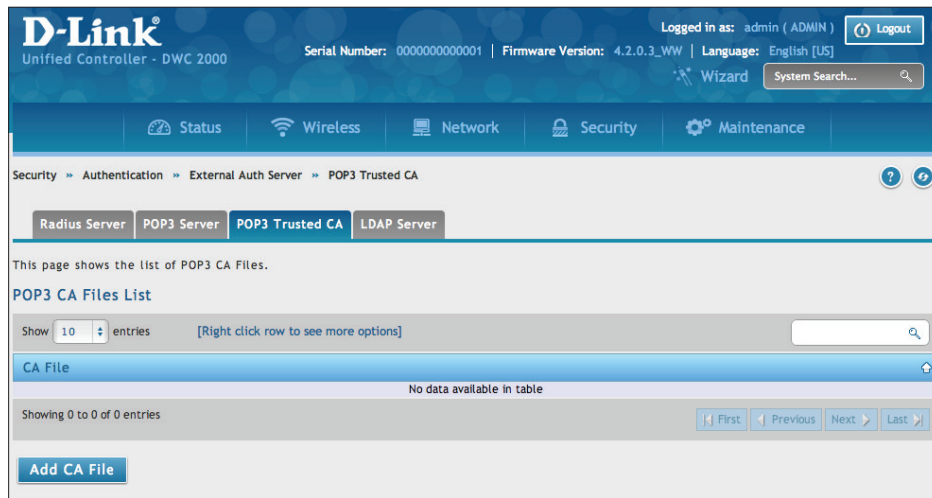 D-Link®
Unified Controller - DWC 2000
Logged in as: admin ( ADMIN ) Logout
Serial Number: 0000000000001 | Firmware Version: 4.2.0.3_WW | Language: English [US]
Wizard System Search...
Status Wireless Network Security Maintenance
Security » Authentication » External Auth Server » POP3 Trusted CA
Radius Server POP3 Server POP3 Trusted CA LDAP Server
This page shows the list of POP3 CA Files.
POP3 CA Files List
Show 10 entries [Right click row to see more options]
CA File
No data available in table
Showing 0 to 0 of 0 entries First Previous Next Last
Add CA File